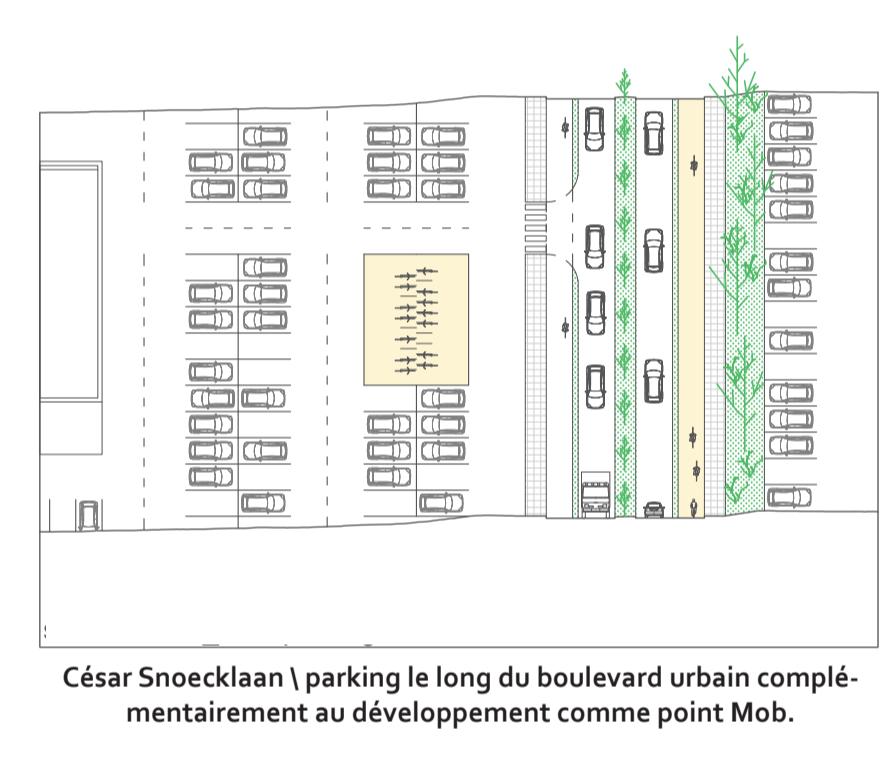 César Snoecklaan \ parking le long du boulevard urbain complé-
mentairement au développement comme point Mob.